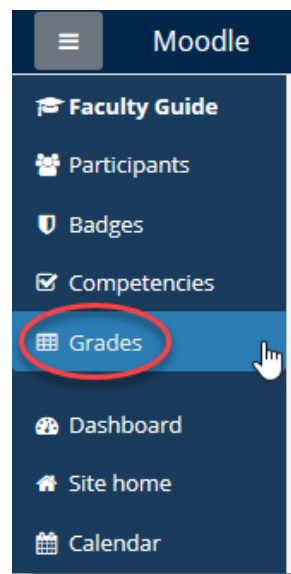 Moodle
Faculty Guide
Participants
Badges
Competencies
Grades
Dashboard
Site home
Calendar